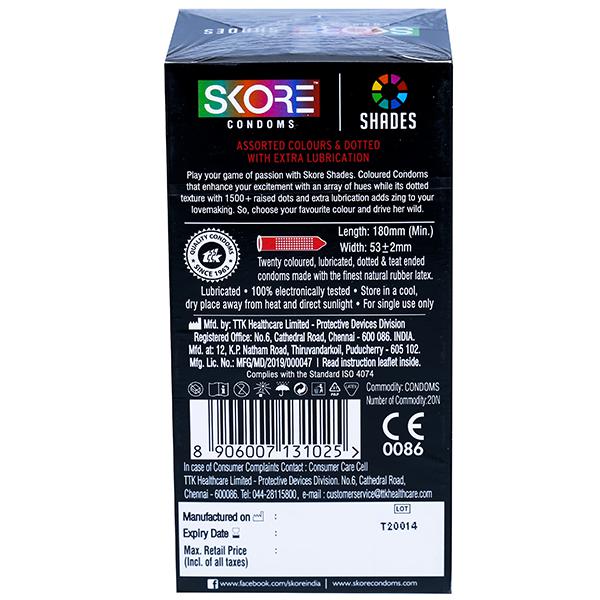 SKORE
SHADES
SKORE™
CONDOMS
SHADES
ASSORTED COLOURS & DOTTED
WITH EXTRA LUBRICATION
Play your game of passion with Skore Shades. Coloured Condoms
that enhance your excitement with an array of hues while its dotted
texture with 1500+ raised dots and extra lubrication adds zing to your
lovemaking. So, choose your favourite colour and drive her wild.
QUALITY CONDOMS
ttk
SINCE 1963
Length: 180mm (Min.)
Width: 53±2mm
Twenty coloured, lubricated, dotted & teat ended
condoms made with the finest natural rubber latex.
Lubricated • 100% electronically tested • Store in a cool,
dry place away from heat and direct sunlight • For single use only
Mfd. by: TTK Healthcare Limited - Protective Devices Division
Registered Office: No.6, Cathedral Road, Chennai - 600 086. INDIA.
Mfd. at: 12, K.P. Natham Road, Thiruvandarkoil, Puducherry - 605 102.
Mfg. Lic. No.: MFG/MD/2019/000047 | Read instruction leaflet inside.
Complies with the Standard ISO 4074
Commodity: CONDOMS
Number of Commodity: 20N
CE
0086
8 906007 131025 >
In case of Consumer Complaints Contact : Consumer Care Cell
TTK Healthcare Limited - Protective Devices Division. No.6, Cathedral Road,
Chennai - 600086. Tel: 044-28115800, e-mail : customerservice@ttkhealthcare.com
Manufactured on :
Expiry Date :
Max. Retail Price :
(Incl. of all taxes)
LOT
T20014
www.facebook.com/skoreindia
www.skorecondoms.com